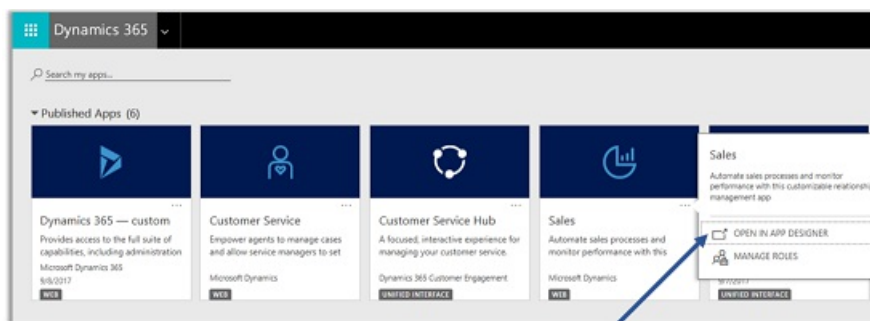 Dynamics 365
Search my apps...
Published Apps (6)
Dynamics 365 — custom
Provides access to the full suite of
capabilities, including administration
Microsoft Dynamics 365
9/8/2017
WEB
Customer Service
Empower agents to manage cases
and allow service managers to set
Microsoft Dynamics
WEB
Customer Service Hub
A focused, interactive experience for
managing your customer service.
Dynamics 365 Customer Engagement
UNIFIED INTERFACE
Sales
Automate sales processes and
monitor performance with this
Microsoft Dynamics
WEB
Sales
Automate sales processes and monitor
performance with this customizable relationship
management app
OPEN IN APP DESIGNER
MANAGE ROLES
UNIFIED INTERFACE